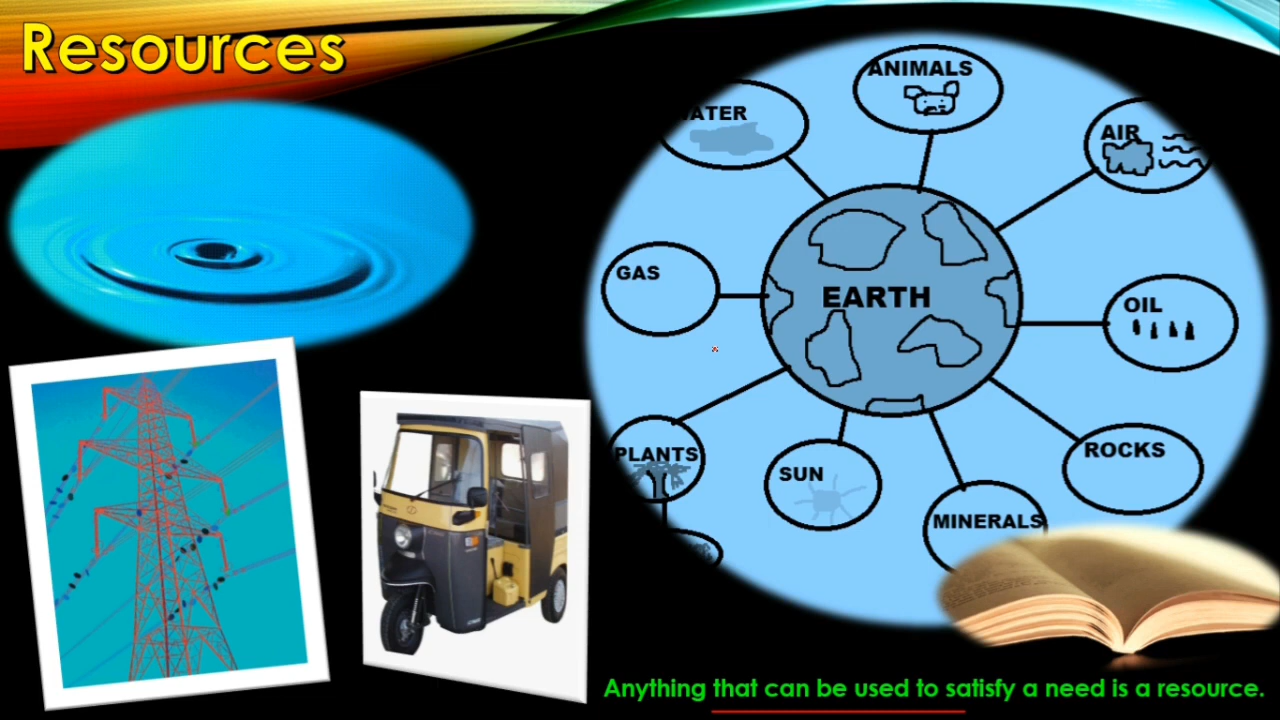 Resources
ANIMALS
WATER
AIR
GAS
EARTH
OIL
PLANTS
SUN
ROCKS
MINERALS
Anything that can be used to satisfy a need is a resource.